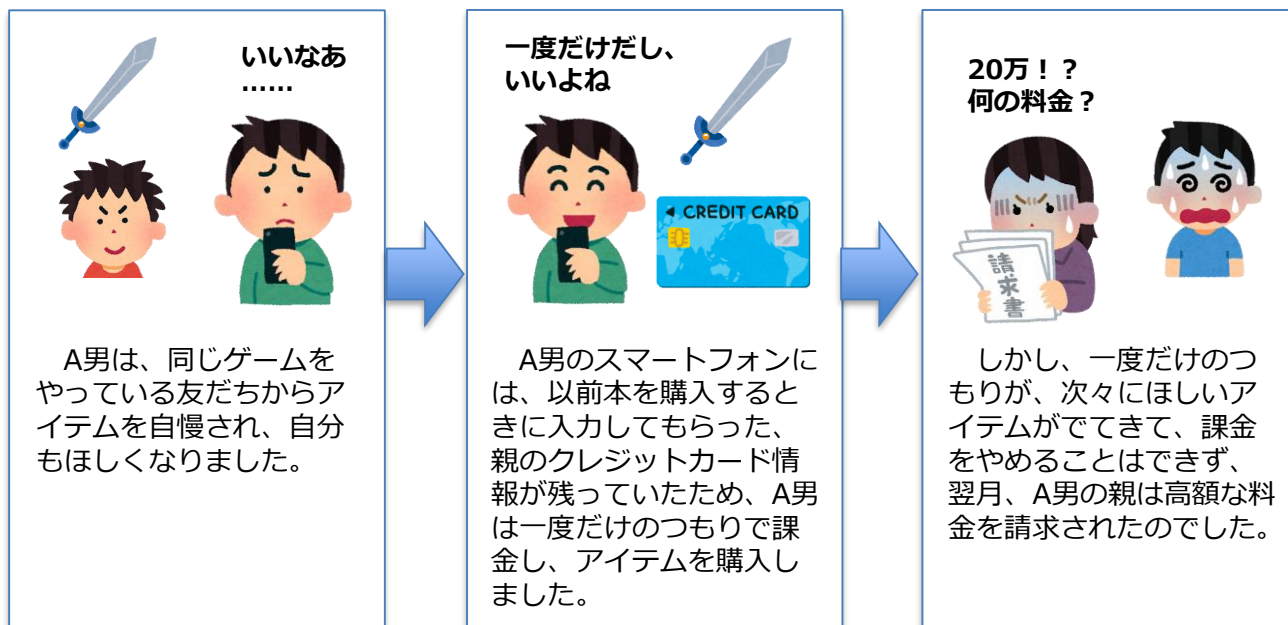 いいなあ
……
　A男は、同じゲームを
やっている友だちからア
イテムを自慢され、自分
もほしくなりました。
一度だけだし、
いいよね
CREDIT CARD
　A男のスマートフォンに
は、以前本を購入すると
きに入力してもらった、
親のクレジットカード情
報が残っていたため、A男
は一度だけのつもりで課
金し、アイテムを購入し
ました。
20万！？
何の料金？
請求書
　しかし、一度だけのつ
もりが、次々にほしいア
イテムがでてきて、課金
をやめることはできず、
翌月、A男の親は高額な料
金を請求されたのでした。